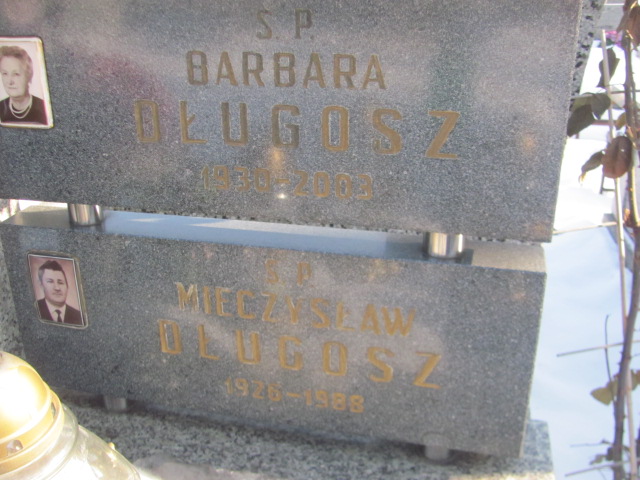 Ś.P.
BARBARA
DŁUGOSZ
1930-2003
Ś.P.
MIECZYSŁAW
DŁUGOSZ
1926-1988